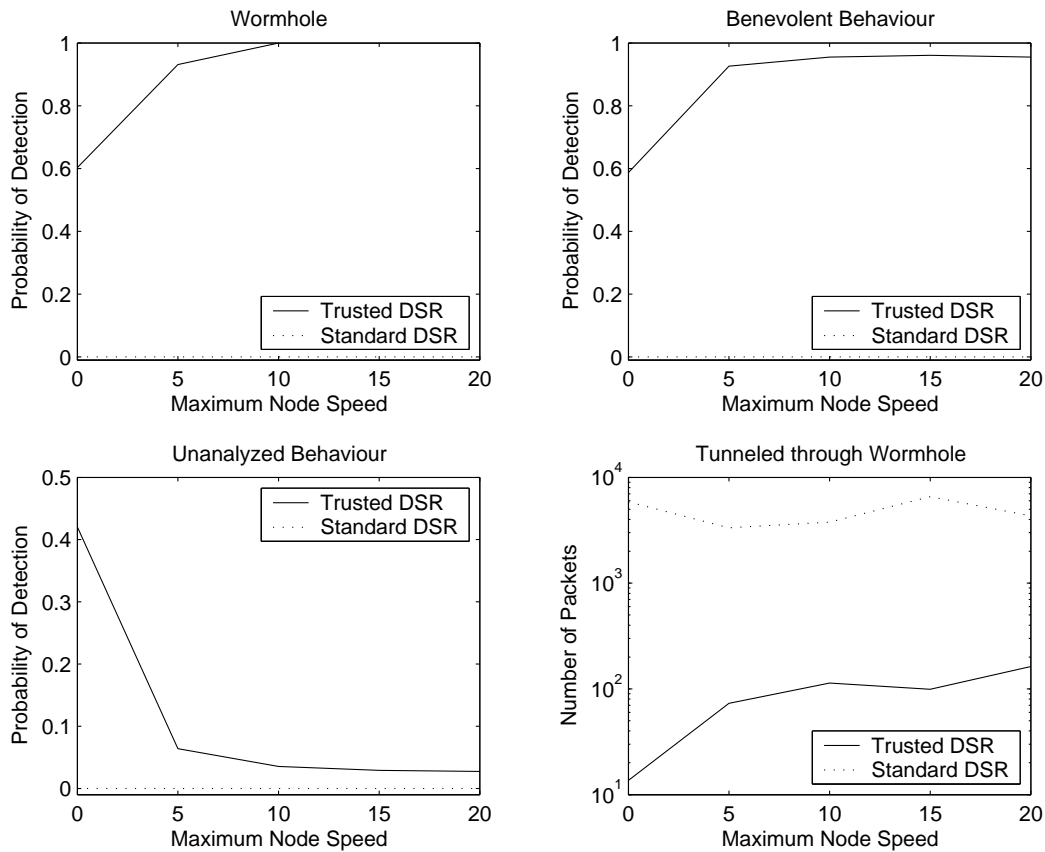 Wormhole
1
0.8
0.6
0.4
0.2
0
Probability of Detection
Trusted DSR
Standard DSR
0 5 10 15 20
Maximum Node Speed
Benevolent Behaviour
1
0.8
0.6
0.4
0.2
0
Probability of Detection
Trusted DSR
Standard DSR
0 5 10 15 20
Maximum Node Speed
Unanalyzed Behaviour
0.5
0.4
0.3
0.2
0.1
0
Probability of Detection
Trusted DSR
Standard DSR
0 5 10 15 20
Maximum Node Speed
Tunneled through Wormhole
10^4
10^3
10^2
10^1
Number of Packets
Trusted DSR
Standard DSR
0 5 10 15 20
Maximum Node Speed